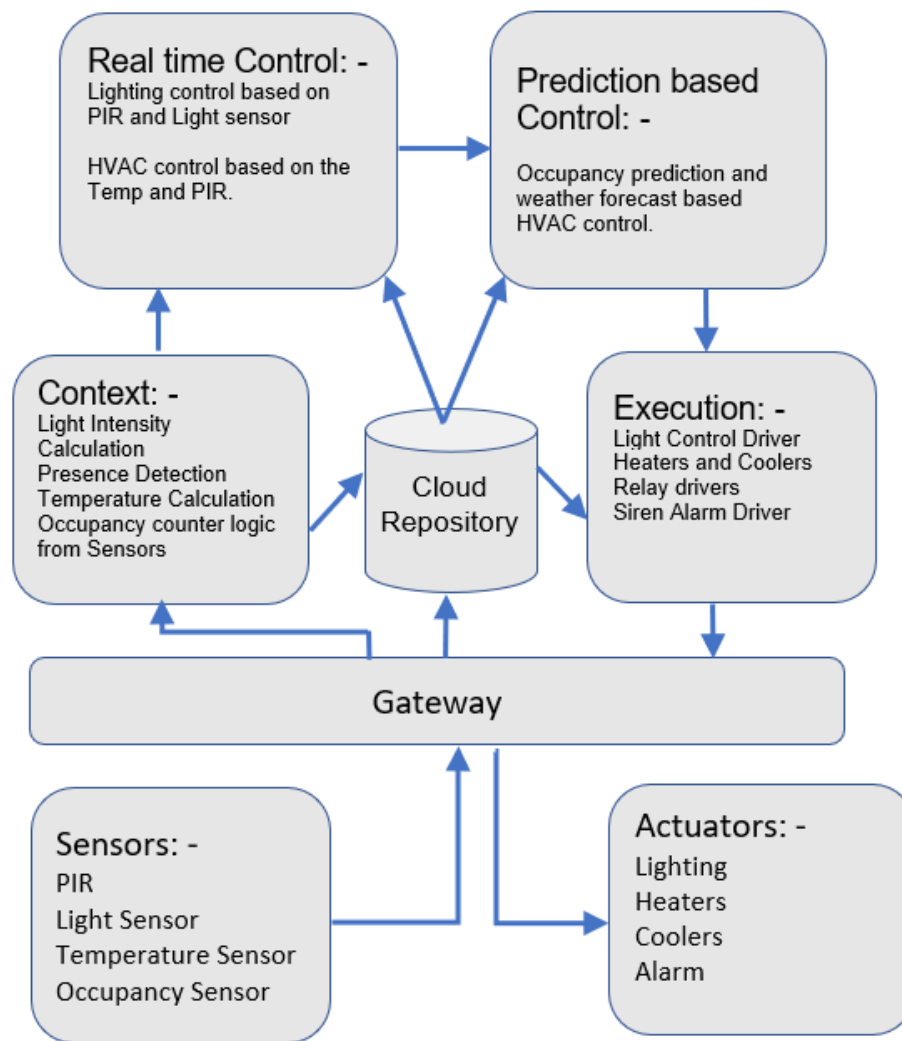 Real time Control: -
Lighting control based on
PIR and Light sensor
HVAC control based on the
Temp and PIR.
Prediction based
Control: -
Occupancy prediction and
weather forecast based
HVAC control.
Context: -
Light Intensity
Calculation
Presence Detection
Temperature Calculation
Occupancy counter logic
from Sensors
Cloud
Repository
Execution: -
Light Control Driver
Heaters and Coolers
Relay drivers
Siren Alarm Driver
Gateway
Sensors: -
PIR
Light Sensor
Temperature Sensor
Occupancy Sensor
Actuators: -
Lighting
Heaters
Coolers
Alarm